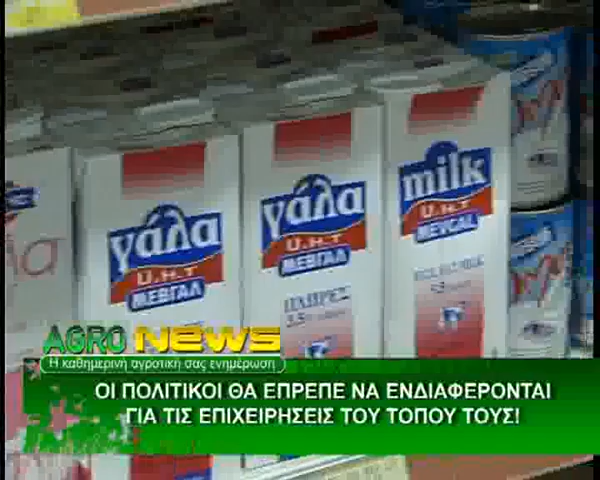 γάλα
U.H.T
ΜΕΒΓΑΛ
γάλα
U.H.T
ΜΕΒΓΑΛ
ΠΛΗΡΕΣ
milk
U.H.T
MEVGAL
AGRO NEWS
Η καθημερινή αγροτική σας ενημέρωση
ΟΙ ΠΟΛΙΤΙΚΟΙ ΘΑ ΕΠΡΕΠΕ ΝΑ ΕΝΔΙΑΦΕΡΟΝΤΑΙ
ΓΙΑ ΤΙΣ ΕΠΙΧΕΙΡΗΣΕΙΣ ΤΟΥ ΤΟΠΟΥ ΤΟΥΣ!